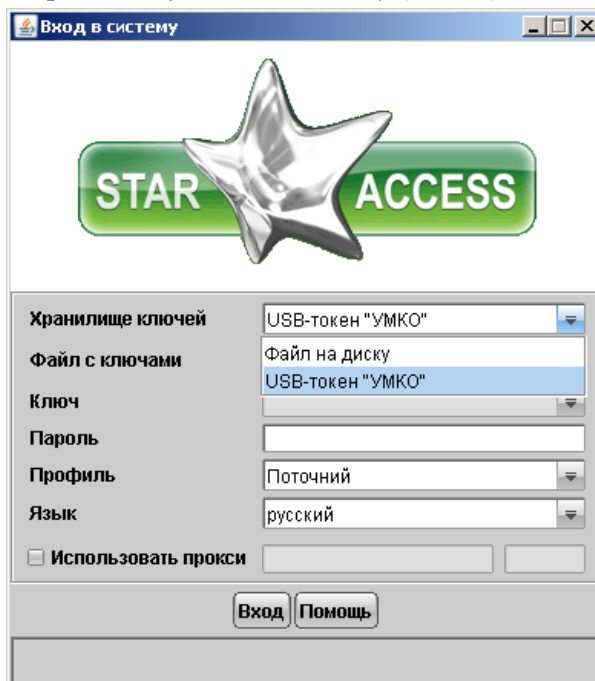 Вход в систему
STAR ACCESS
Хранилище ключей USB-токен "УМКО"
Файл с ключами Файл на диску
USB-токен "УМКО"
Ключ
Пароль
Профиль Поточний
Язык русский
Использовать прокси
Вход Помощь